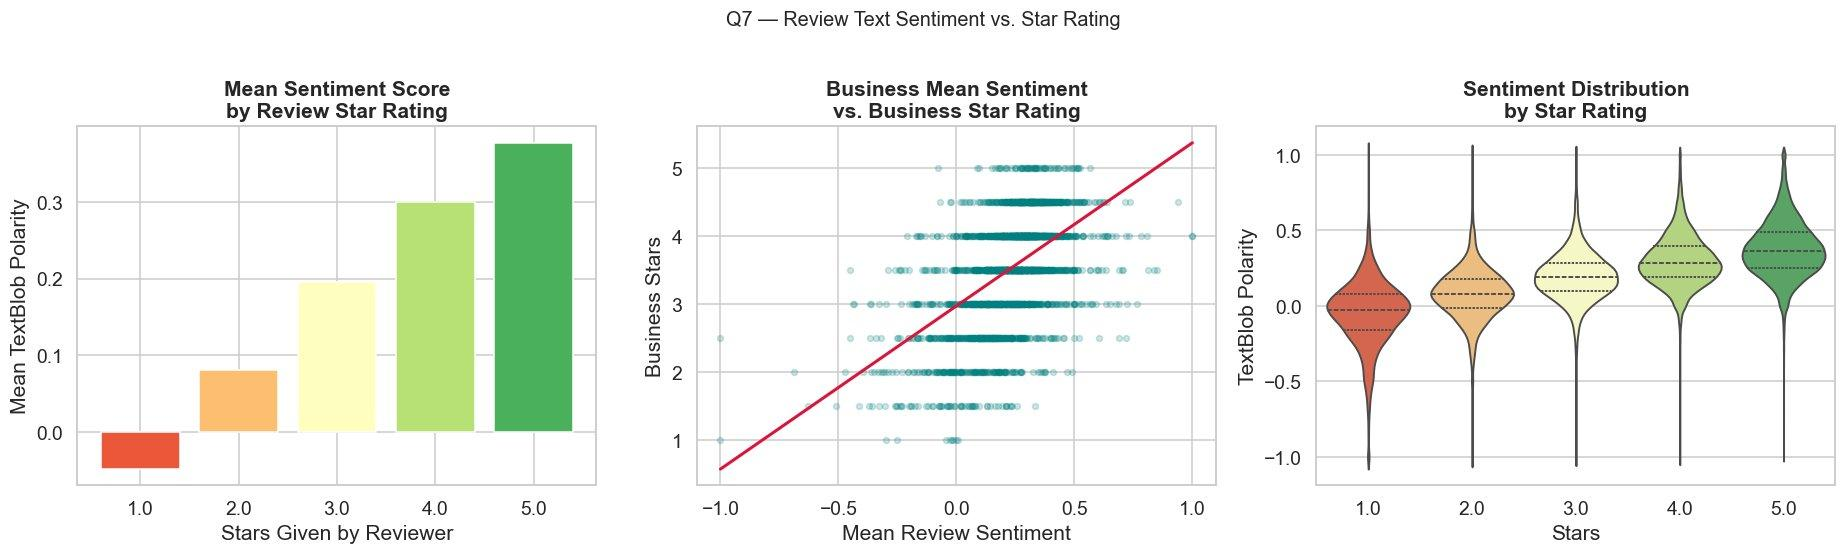 Q7 — Review Text Sentiment vs. Star Rating
Mean Sentiment Score
by Review Star Rating
Mean TextBlob Polarity
0.3
0.2
0.1
0.0
1.0 2.0 3.0 4.0 5.0
Stars Given by Reviewer
Business Mean Sentiment
vs. Business Star Rating
Business Stars
5
4
3
2
1
−1.0 −0.5 0.0 0.5 1.0
Mean Review Sentiment
Sentiment Distribution
by Star Rating
TextBlob Polarity
1.0
0.5
0.0
−0.5
−1.0
1.0 2.0 3.0 4.0 5.0
Stars